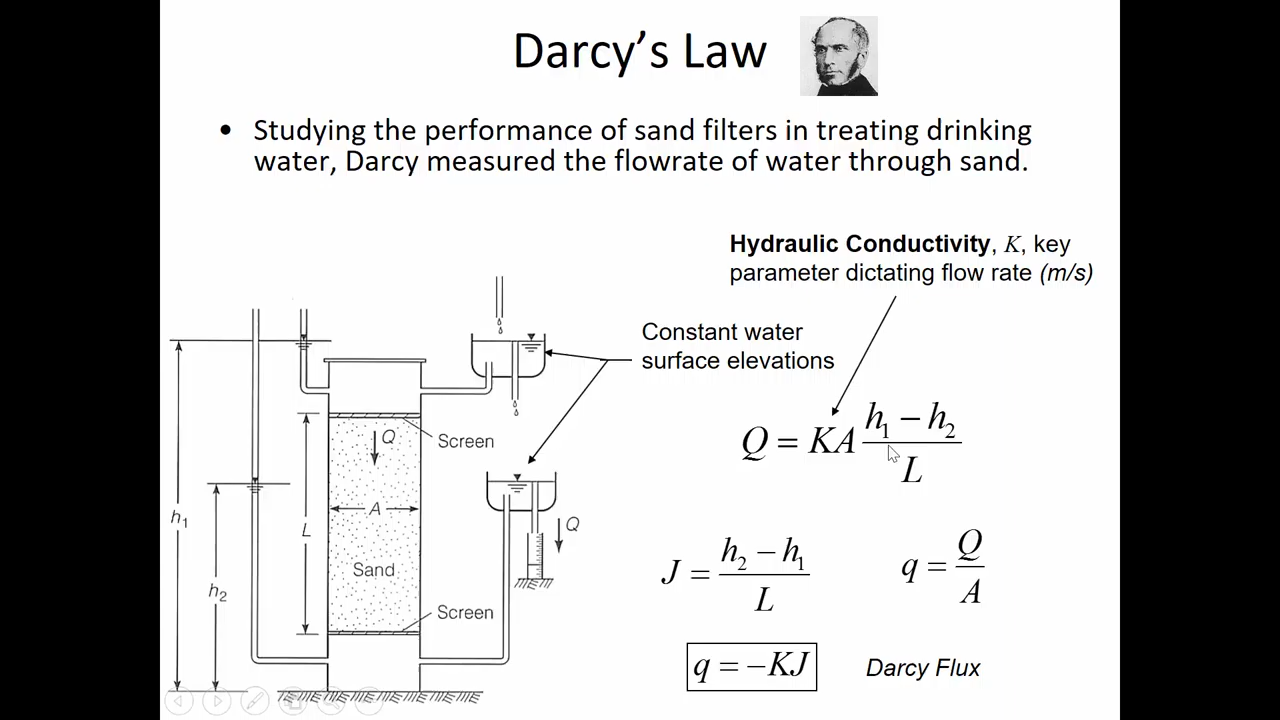 Darcy's Law
• Studying the performance of sand filters in treating drinking
water, Darcy measured the flowrate of water through sand.
Hydraulic Conductivity, K, key
parameter dictating flow rate (m/s)
Constant water
surface elevations
Q = KA (h₁ − h₂)/L
J = (h₂ − h₁)/L
q = Q/A
q = −KJ
Darcy Flux
Q
Screen
A
h₁
L
Q
Sand
h₂
Screen